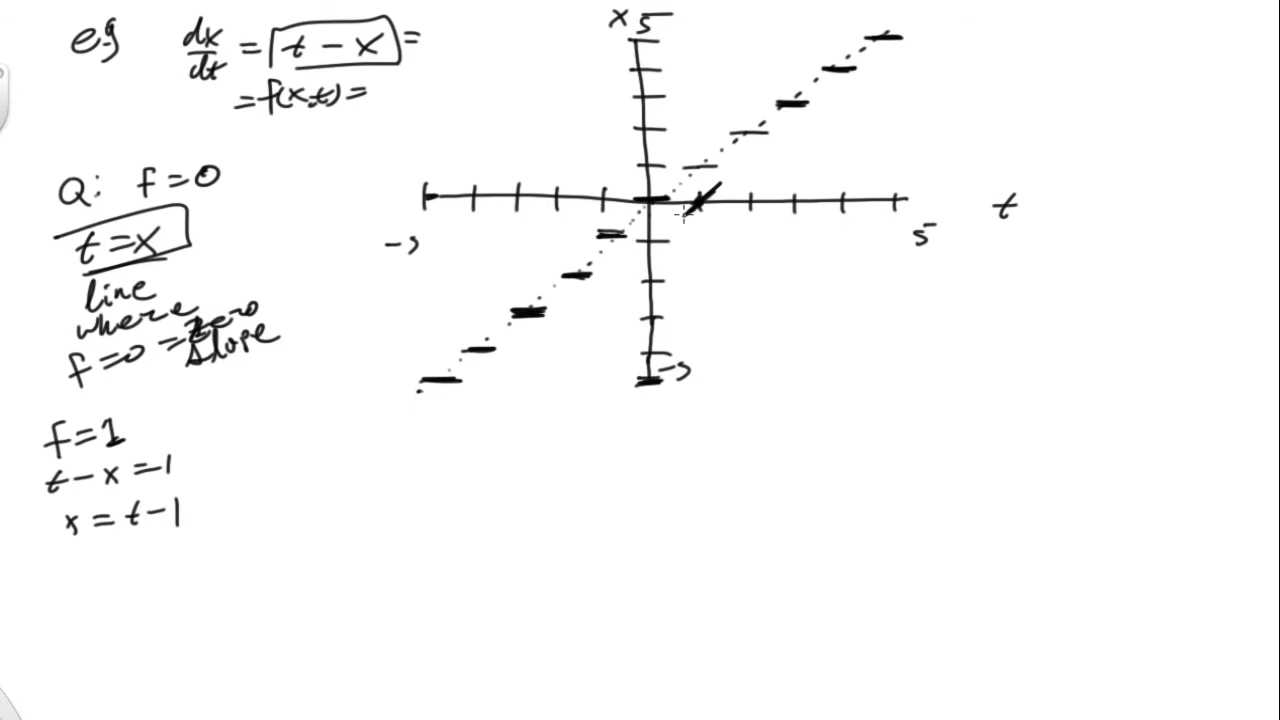 e.g dx/dt = t - x =
= f(x,t) =
Q: f = 0
t = x
line
where
f = 0 = zero
slope
f = 1
t - x = 1
x = t - 1
x 5
-5
5
t
-5